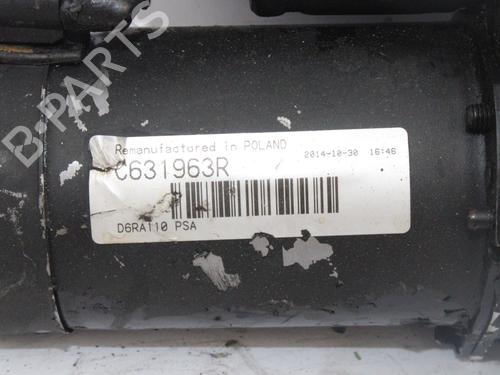 Remanufactured in POLAND
2014-10-30 16:46
C631963R
D6RA110 PSA
B-PARTS